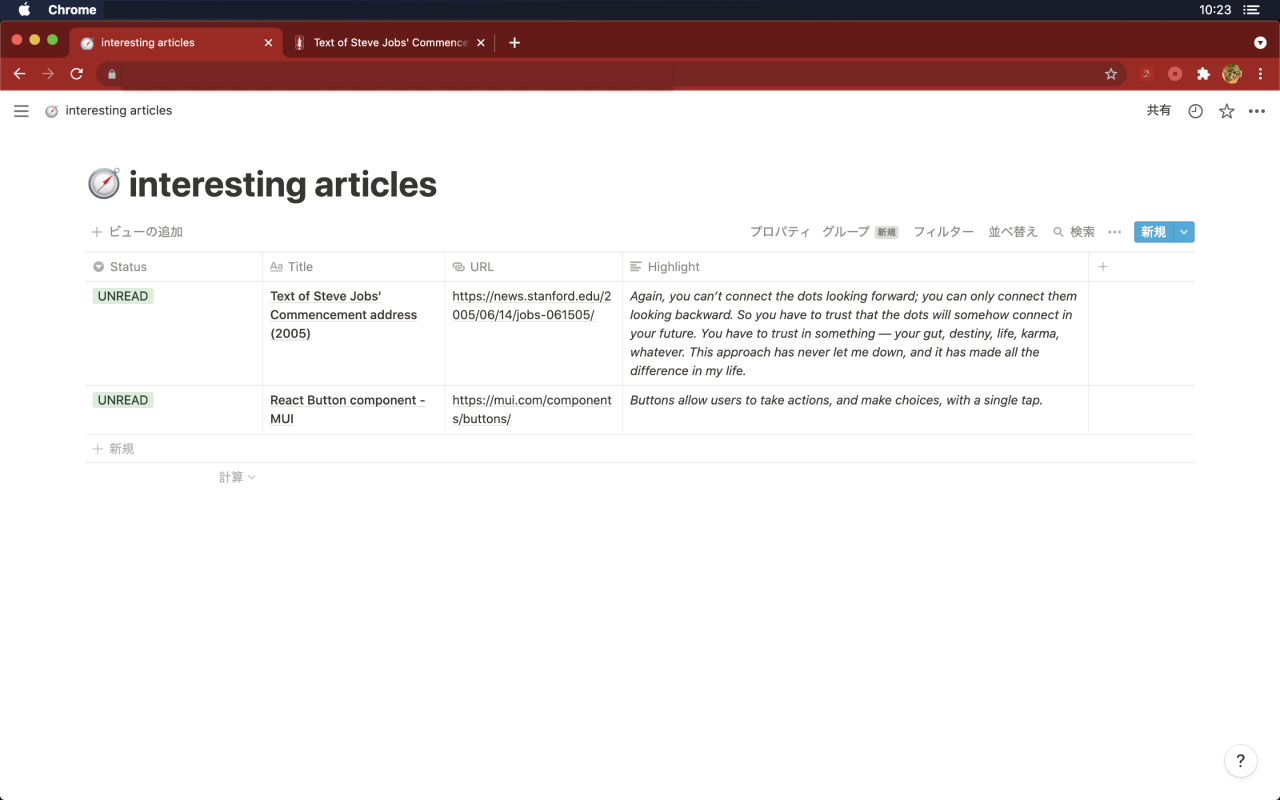 Chrome
10:23
interesting articles
Text of Steve Jobs' Commence
interesting articles
共有
interesting articles
ビューの追加
プロパティ グループ 新規 フィルター 並べ替え 検索 新規
Status
Aa Title
URL
Highlight
UNREAD
Text of Steve Jobs'
Commencement address
(2005)
https://news.stanford.edu/2
005/06/14/jobs-061505/
Again, you can’t connect the dots looking forward; you can only connect them
looking backward. So you have to trust that the dots will somehow connect in
your future. You have to trust in something — your gut, destiny, life, karma,
whatever. This approach has never let me down, and it has made all the
difference in my life.
UNREAD
React Button component -
MUI
https://mui.com/component
s/buttons/
Buttons allow users to take actions, and make choices, with a single tap.
新規
計算
?